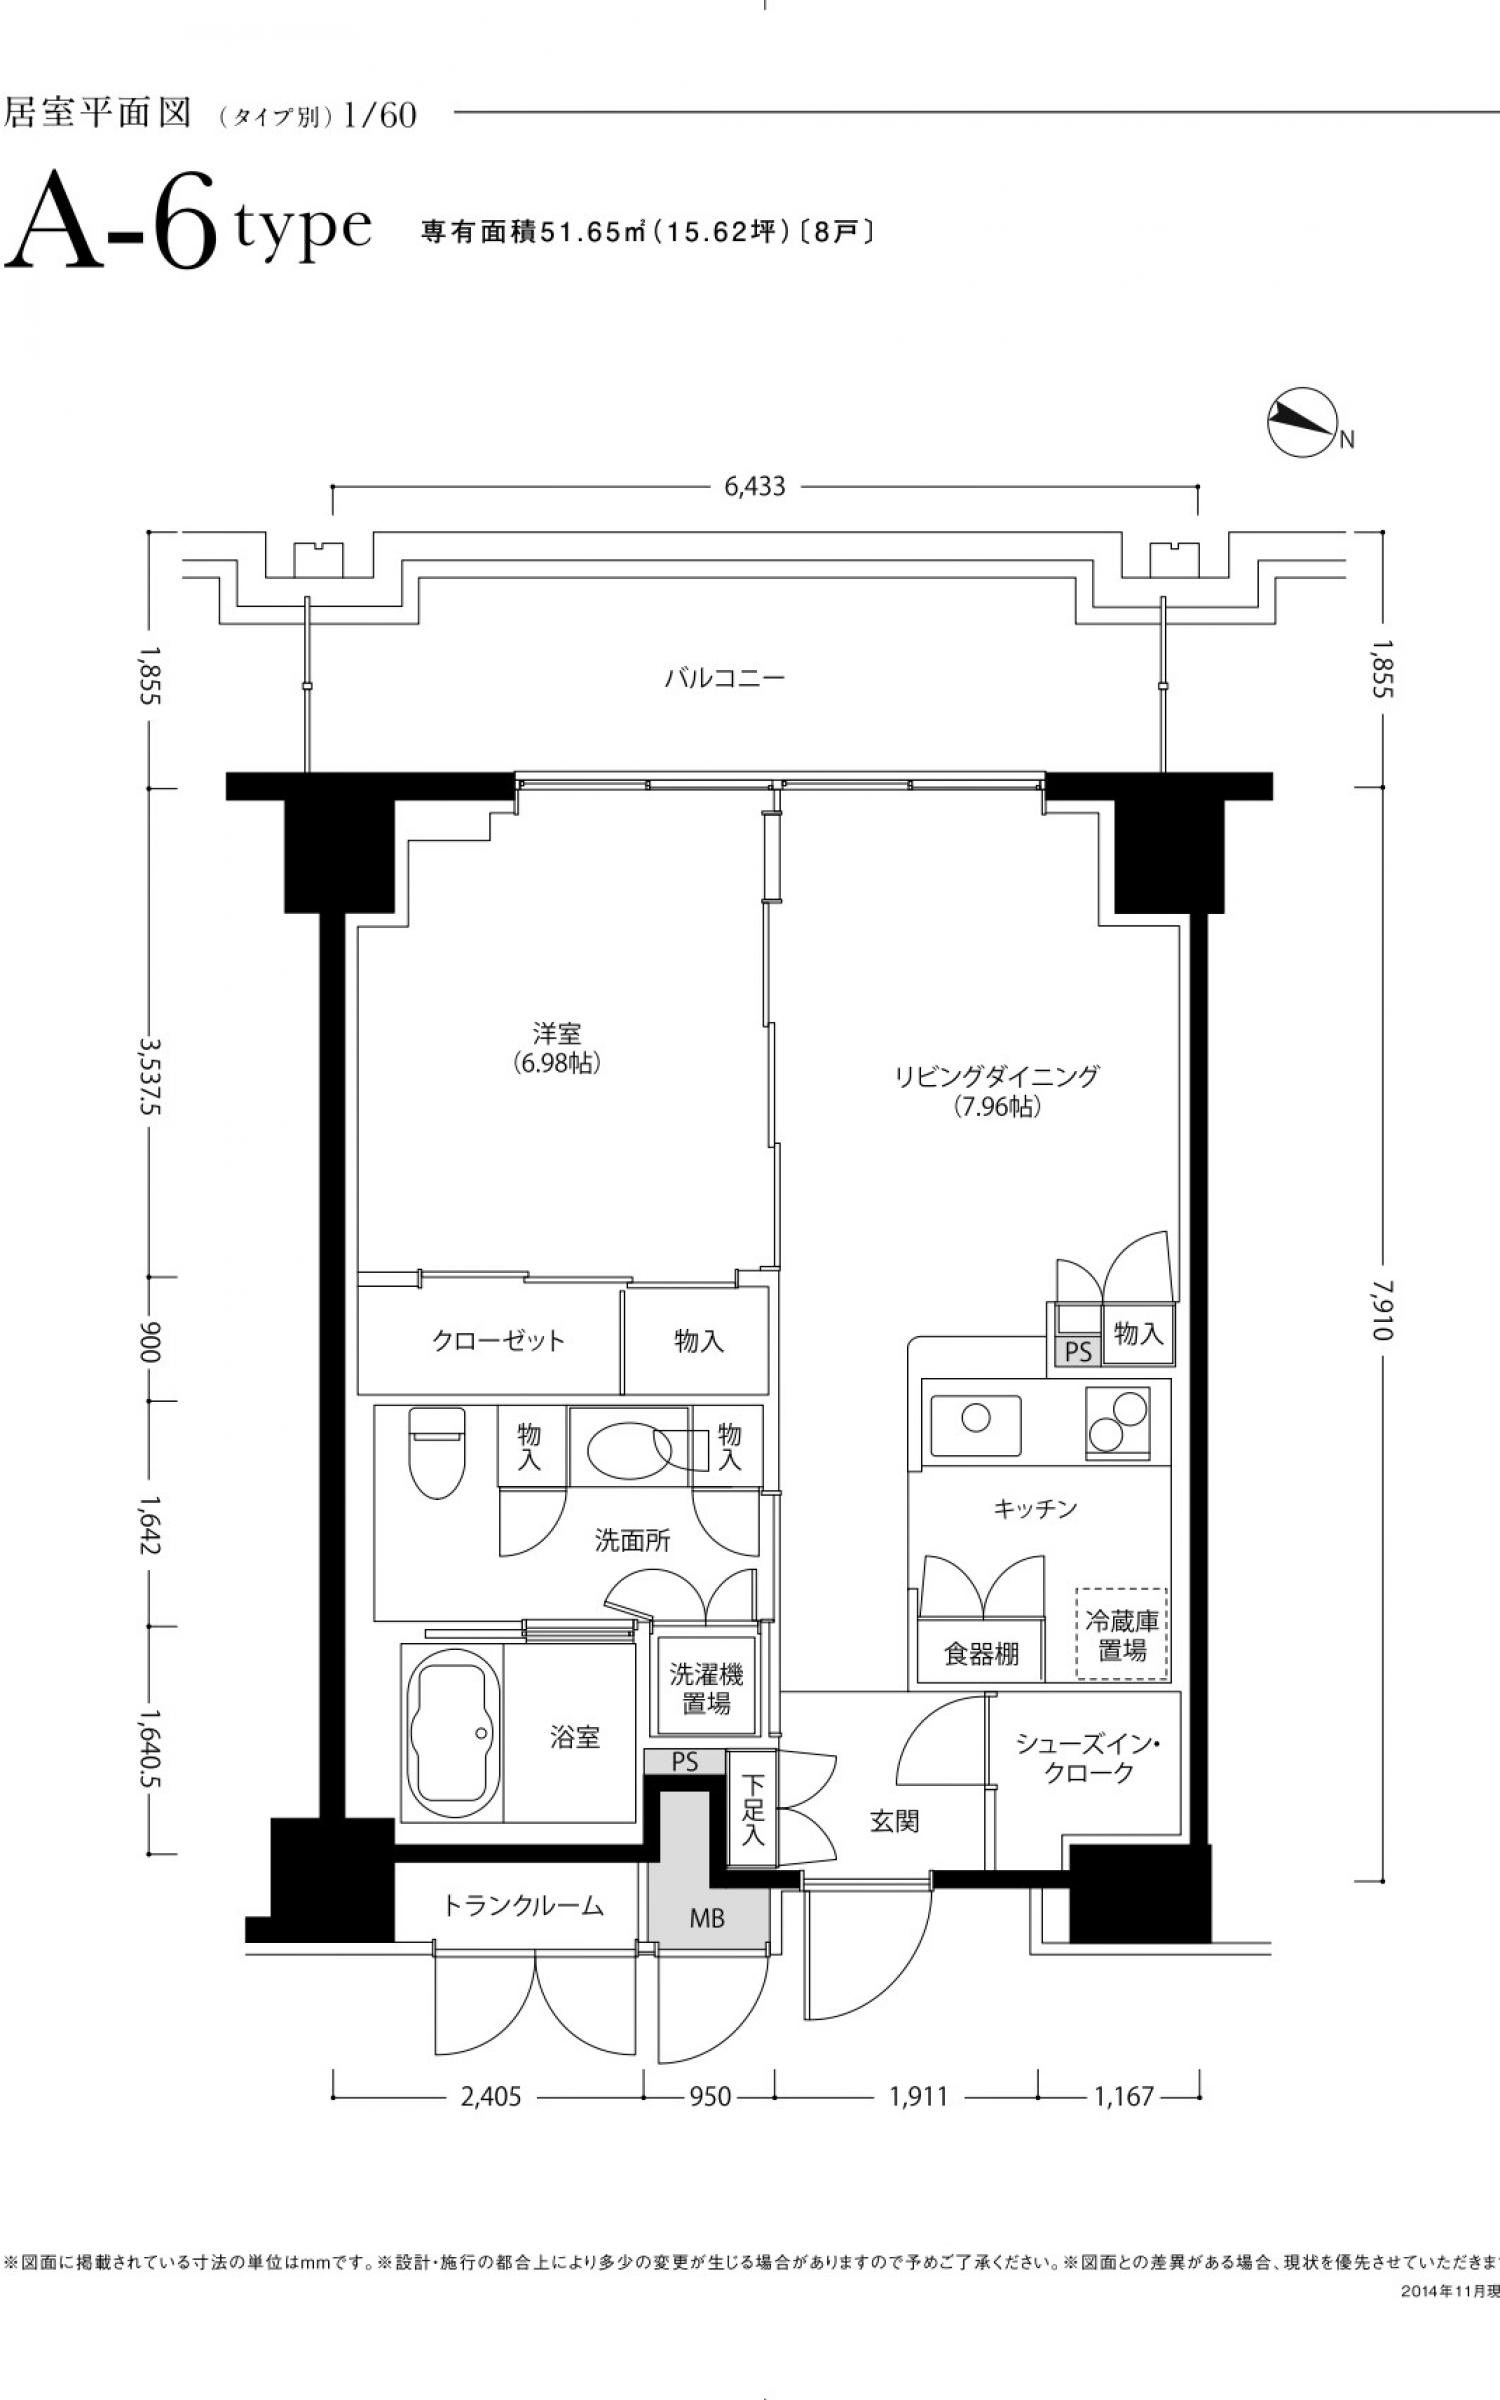 居室平面図 (タイプ別) 1/60
A-6 type 専有面積51.65㎡(15.62坪)〔8戸〕
N
6,433
1,855
1,855
バルコニー
洋室
(6.98帖)
リビングダイニング
(7.96帖)
3,537.5
7,910
クローゼット
物入
PS
物入
900
物入
物入
洗面所
キッチン
1,642
食器棚
冷蔵庫
置場
洗濯機
置場
浴室
PS
下足入
玄関
シューズイン・
クローク
1,640.5
トランクルーム
MB
2,405
950
1,911
1,167
※図面に掲載されている寸法の単位はmmです。※設計・施行の都合上により多少の変更が生じる場合がありますので予めご了承ください。※図面との差異がある場合、現状を優先させていただきま
2014年11月現